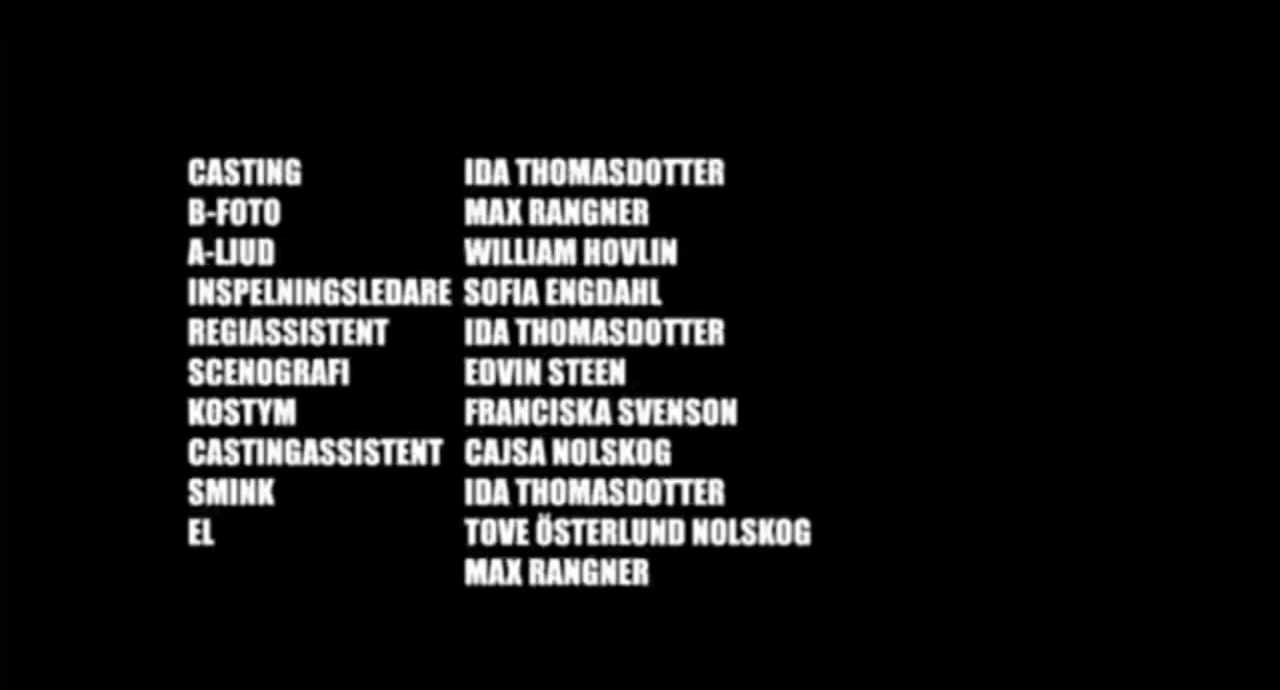 CASTING IDA THOMASDOTTER
B-FOTO MAX RANGNER
A-LJUD WILLIAM HOVLIN
INSPELNINGSLEDARE SOFIA ENGDAHL
REGIASSISTENT IDA THOMASDOTTER
SCENOGRAFI EDVIN STEEN
KOSTYM FRANCISKA SVENSON
CASTINGASSISTENT CAJSA NOLSKOG
SMINK IDA THOMASDOTTER
EL TOVE ÖSTERLUND NOLSKOG
MAX RANGNER